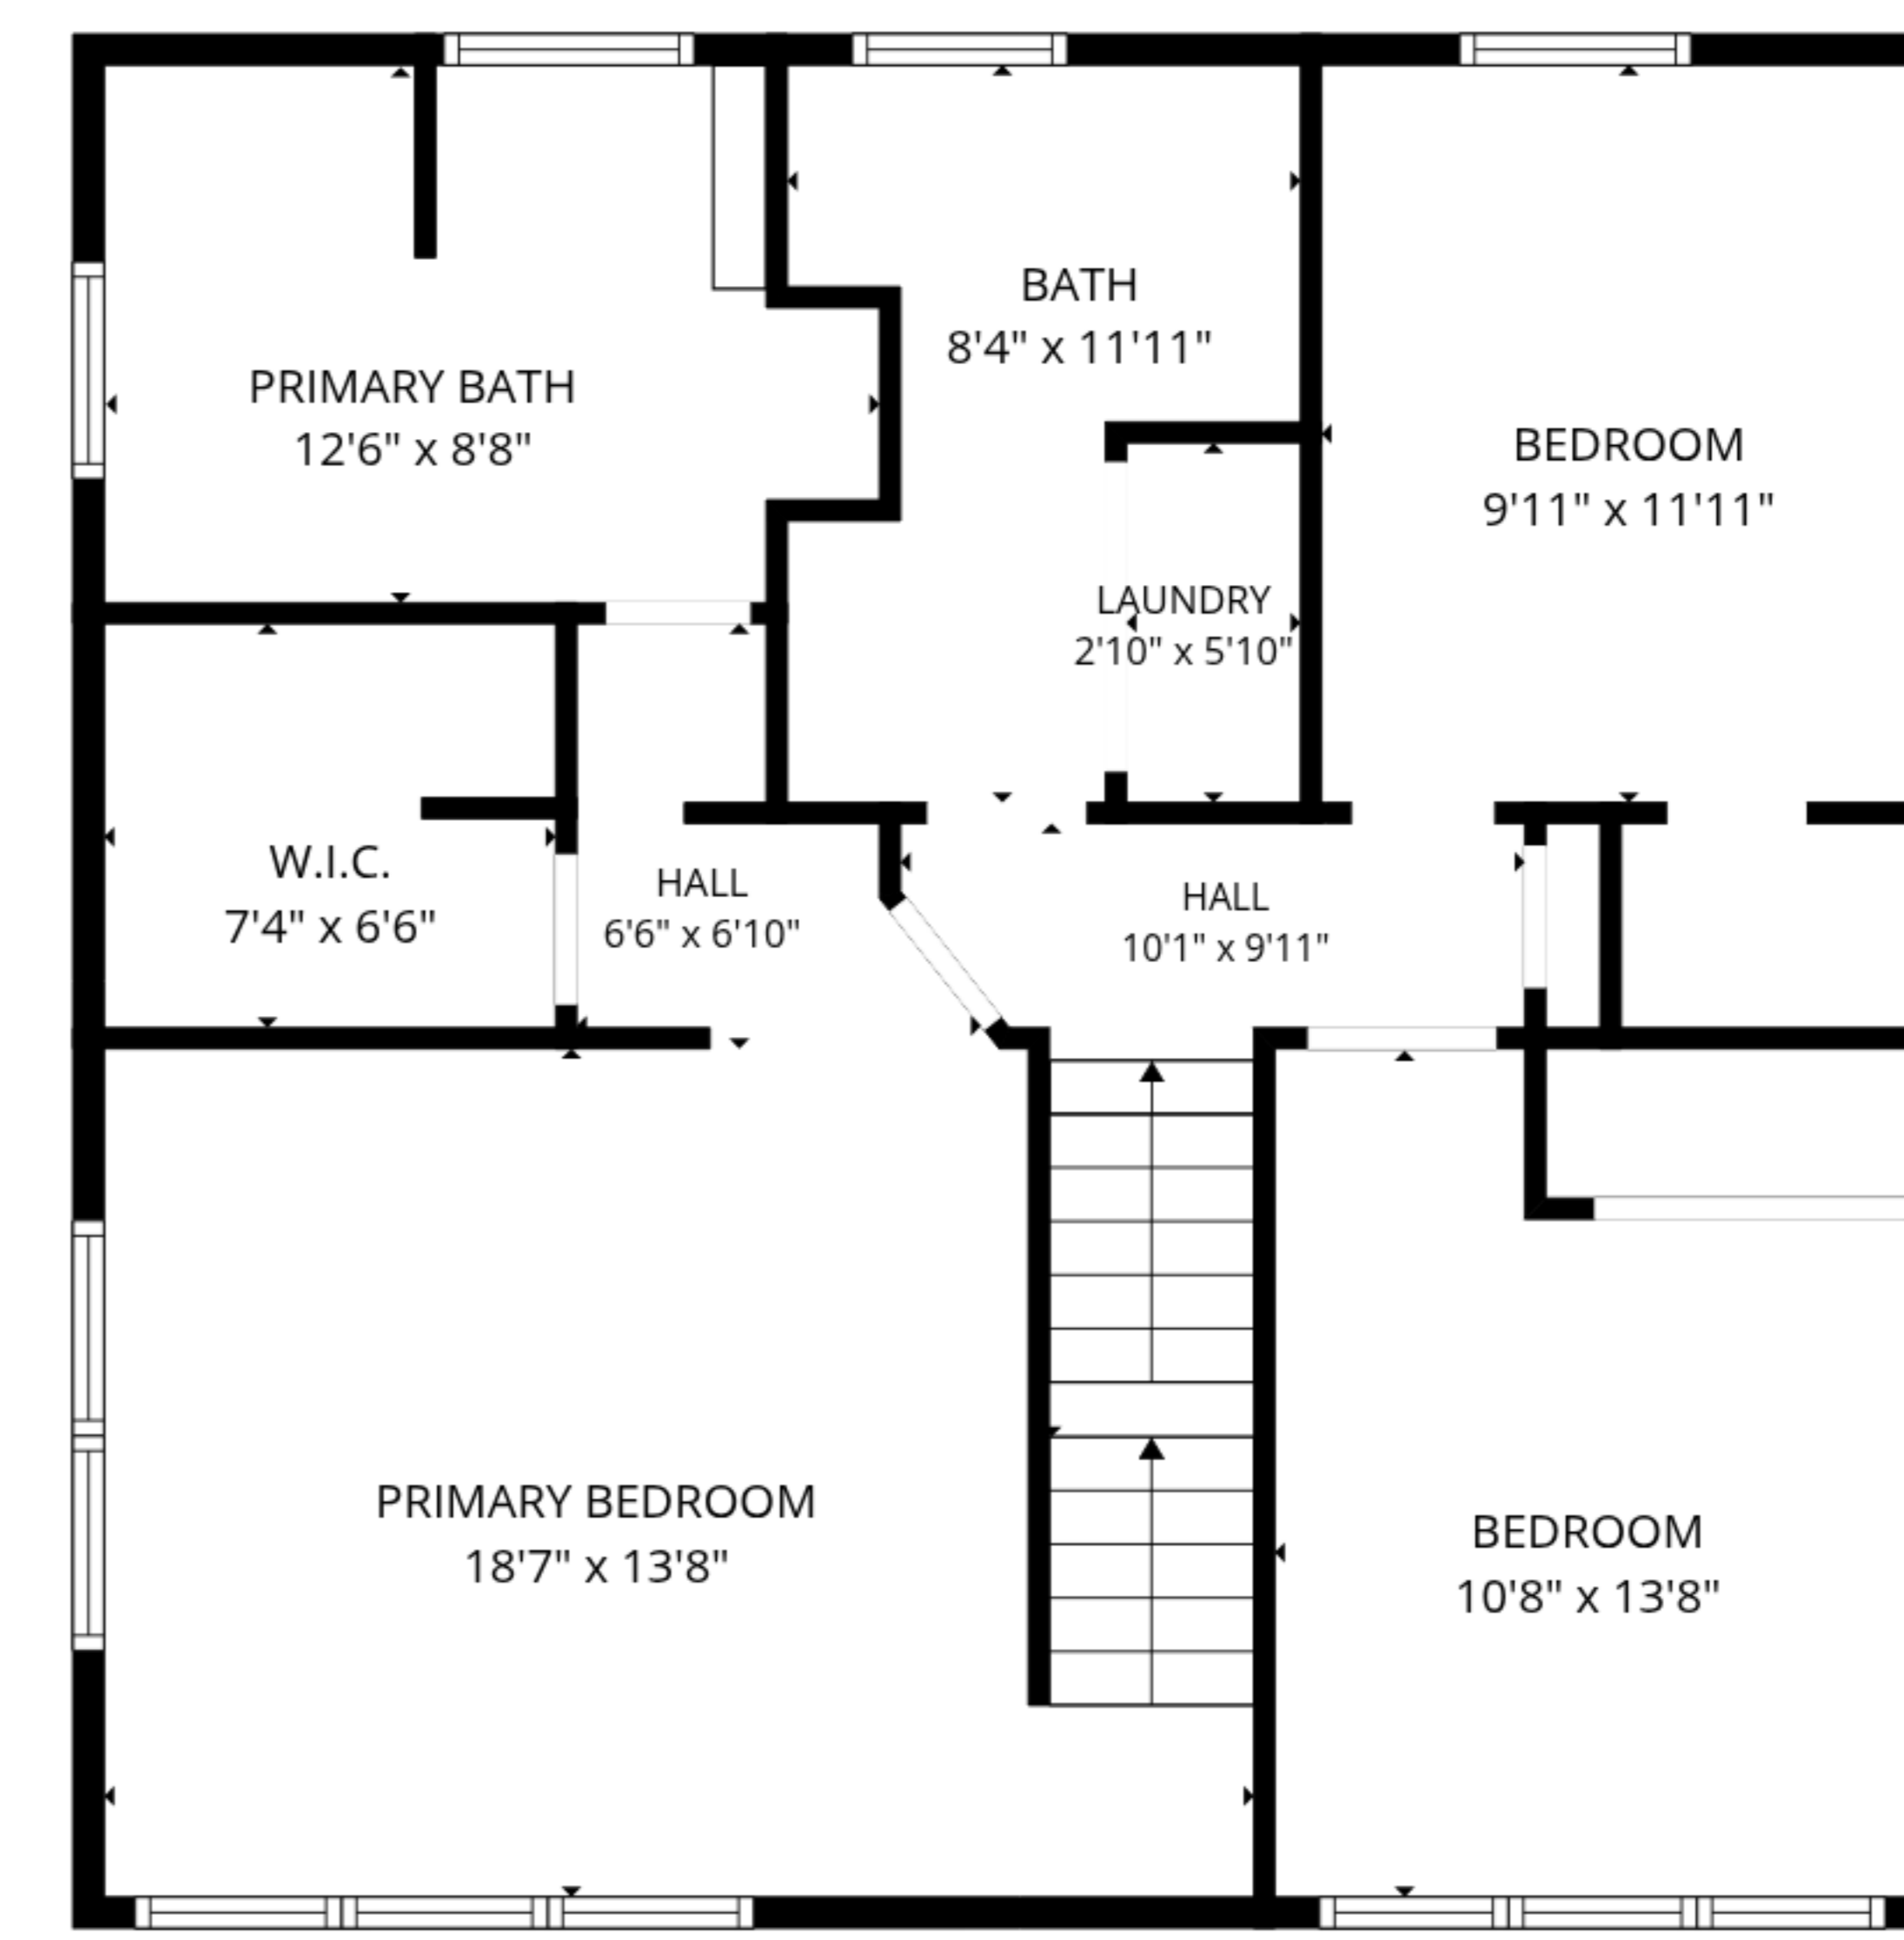 BATH
8'4" x 11'11"
PRIMARY BATH
12'6" x 8'8"
BEDROOM
9'11" x 11'11"
LAUNDRY
2'10" x 5'10"
W.I.C.
7'4" x 6'6"
HALL
6'6" x 6'10"
HALL
10'1" x 9'11"
PRIMARY BEDROOM
18'7" x 13'8"
BEDROOM
10'8" x 13'8"